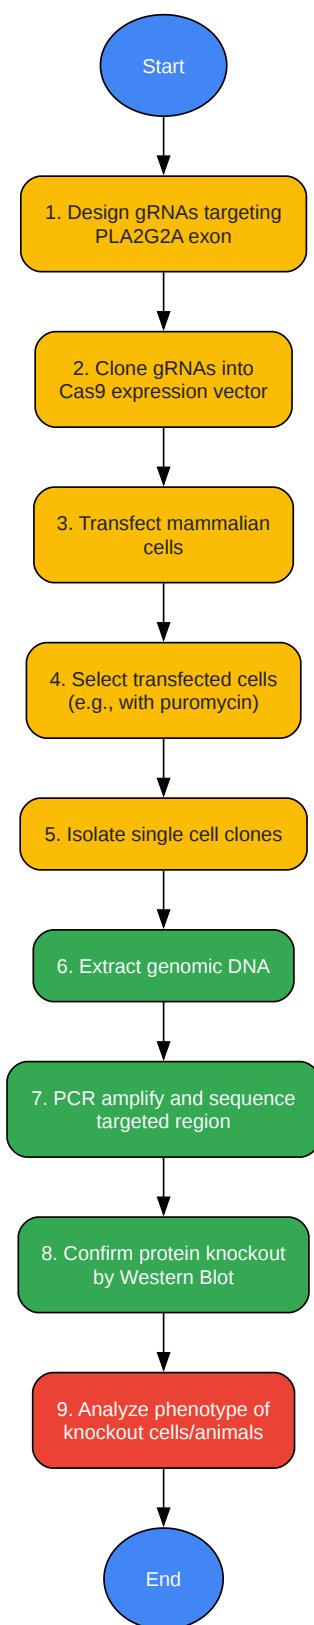 Start
1. Design gRNAs targeting
PLA2G2A exon
2. Clone gRNAs into
Cas9 expression vector
3. Transfect mammalian
cells
4. Select transfected cells
(e.g., with puromycin)
5. Isolate single cell clones
6. Extract genomic DNA
7. PCR amplify and sequence
targeted region
8. Confirm protein knockout
by Western Blot
9. Analyze phenotype of
knockout cells/animals
End